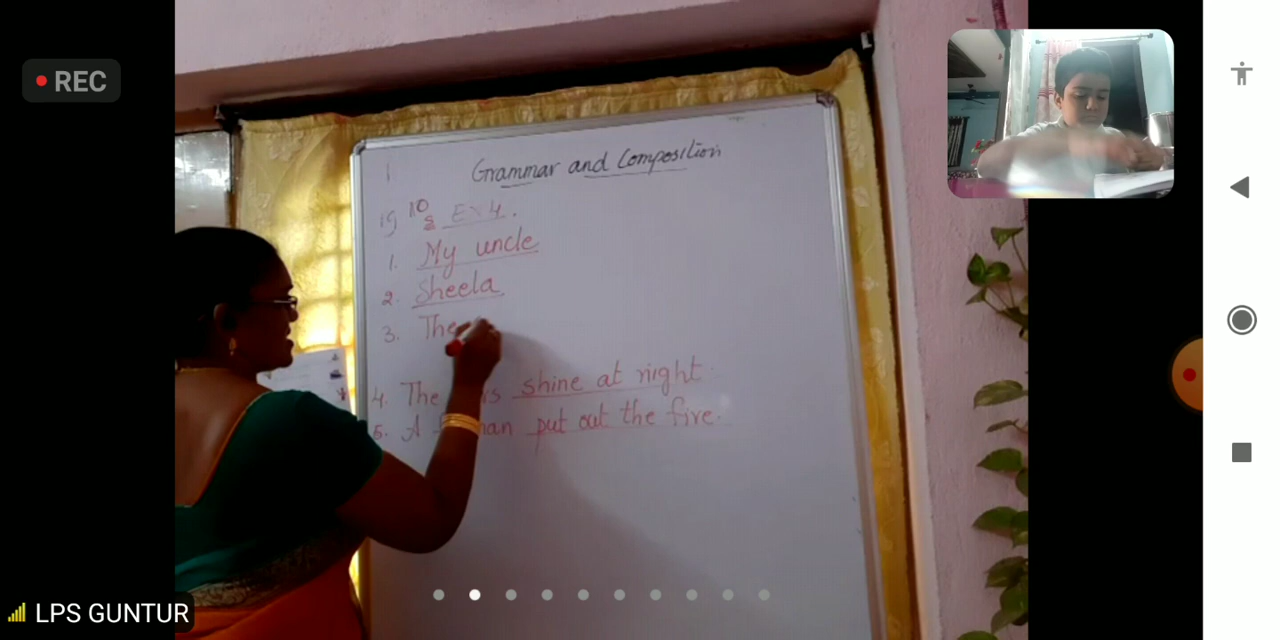 REC
Grammar and Composition
Ex 4.
1. My uncle
2. Sheela
3. The
4. The shine at night.
5. A put out the fire.
LPS GUNTUR